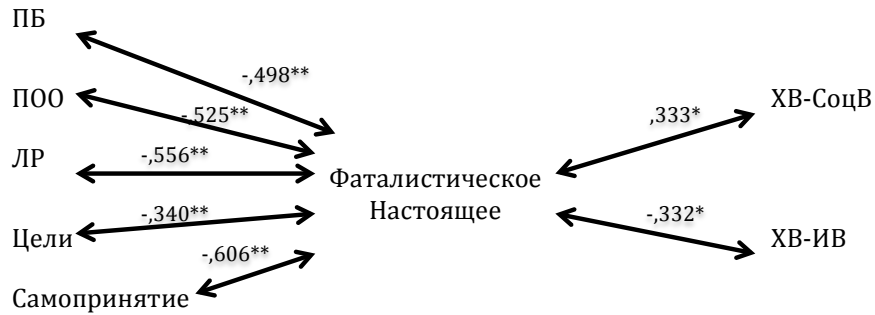 ПБ
-,498**
ПОО
-,525**
,333*
ХВ-СоцВ
ЛР
-,556**
Фаталистическое
Настоящее
-,340**
-,332*
Цели
ХВ-ИВ
-,606**
Самопринятие